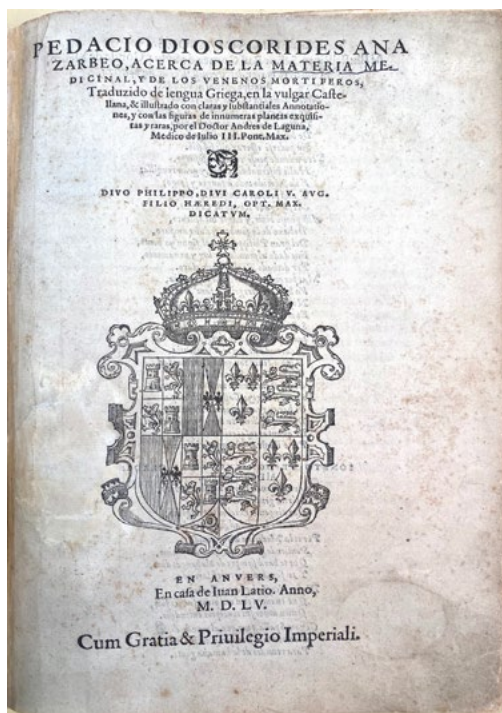 PEDACIO DIOSCORIDES ANA
ZARBEO, ACERCA DE LA MATERIA ME-
DICINAL, Y DE LOS VENENOS MORTIFEROS,
Traduzido de lengua Griega, en la vulgar Caste-
llana, & illustrado con claras y substantiales Annotatio-
nes, y con las figuras de innumeras plantas exquisi-
tas y raras, por el Doctor Andres de Laguna,
Medico de Iulio III. Pont. Max.
DIVO PHILIPPO, DIVI CAROLI V. AVG.
FILIO HÆREDI, OPT. MAX.
DICATVM.
EN ANVERS,
En casa de Iuan Latio. Anno,
M. D. LV.
Cum Gratia & Priuilegio Imperiali.